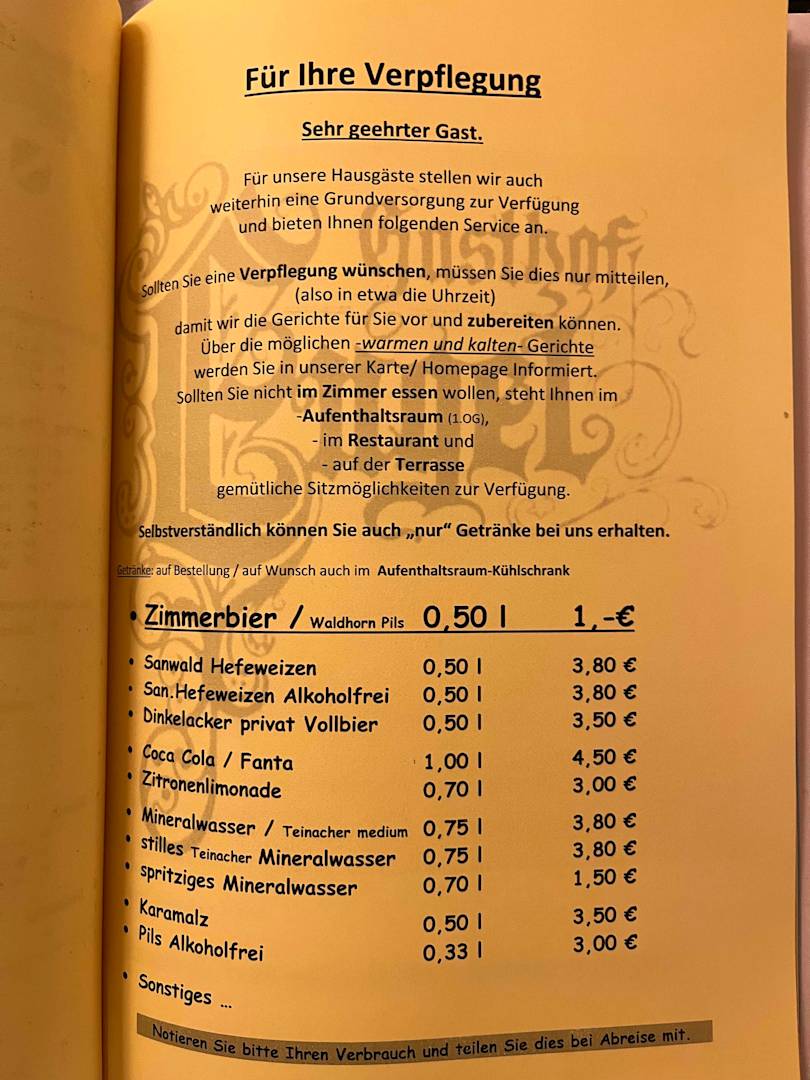 Für Ihre Verpflegung
Sehr geehrter Gast.
Für unsere Hausgäste stellen wir auch
weiterhin eine Grundversorgung zur Verfügung
und bieten Ihnen folgenden Service an.
Gasthof
Engel
Sollten Sie eine Verpflegung wünschen, müssen Sie dies nur mitteilen,
(also in etwa die Uhrzeit)
damit wir die Gerichte für Sie vor und zubereiten können.
Über die möglichen -warmen und kalten- Gerichte
werden Sie in unserer Karte/ Homepage Informiert.
Sollten Sie nicht im Zimmer essen wollen, steht Ihnen im
-Aufenthaltsraum (1.OG),
- im Restaurant und
- auf der Terrasse
gemütliche Sitzmöglichkeiten zur Verfügung.
Selbstverständlich können Sie auch „nur“ Getränke bei uns erhalten.
Getränke: auf Bestellung / auf Wunsch auch im Aufenthaltsraum-Kühlschrank
• Zimmerbier / Waldhorn Pils 0,50 l 1,-€
• Sanwald Hefeweizen 0,50 l 3,80 €
• San.Hefeweizen Alkoholfrei 0,50 l 3,80 €
• Dinkelacker privat Vollbier 0,50 l 3,50 €
• Coca Cola / Fanta 1,00 l 4,50 €
• Zitronenlimonade 0,70 l 3,00 €
• Mineralwasser / Teinacher medium 0,75 l 3,80 €
• stilles Teinacher Mineralwasser 0,75 l 3,80 €
• spritziges Mineralwasser 0,70 l 1,50 €
• Karamalz 0,50 l 3,50 €
• Pils Alkoholfrei 0,33 l 3,00 €
• Sonstiges ...
Notieren Sie bitte Ihren Verbrauch und teilen Sie dies bei Abreise mit.